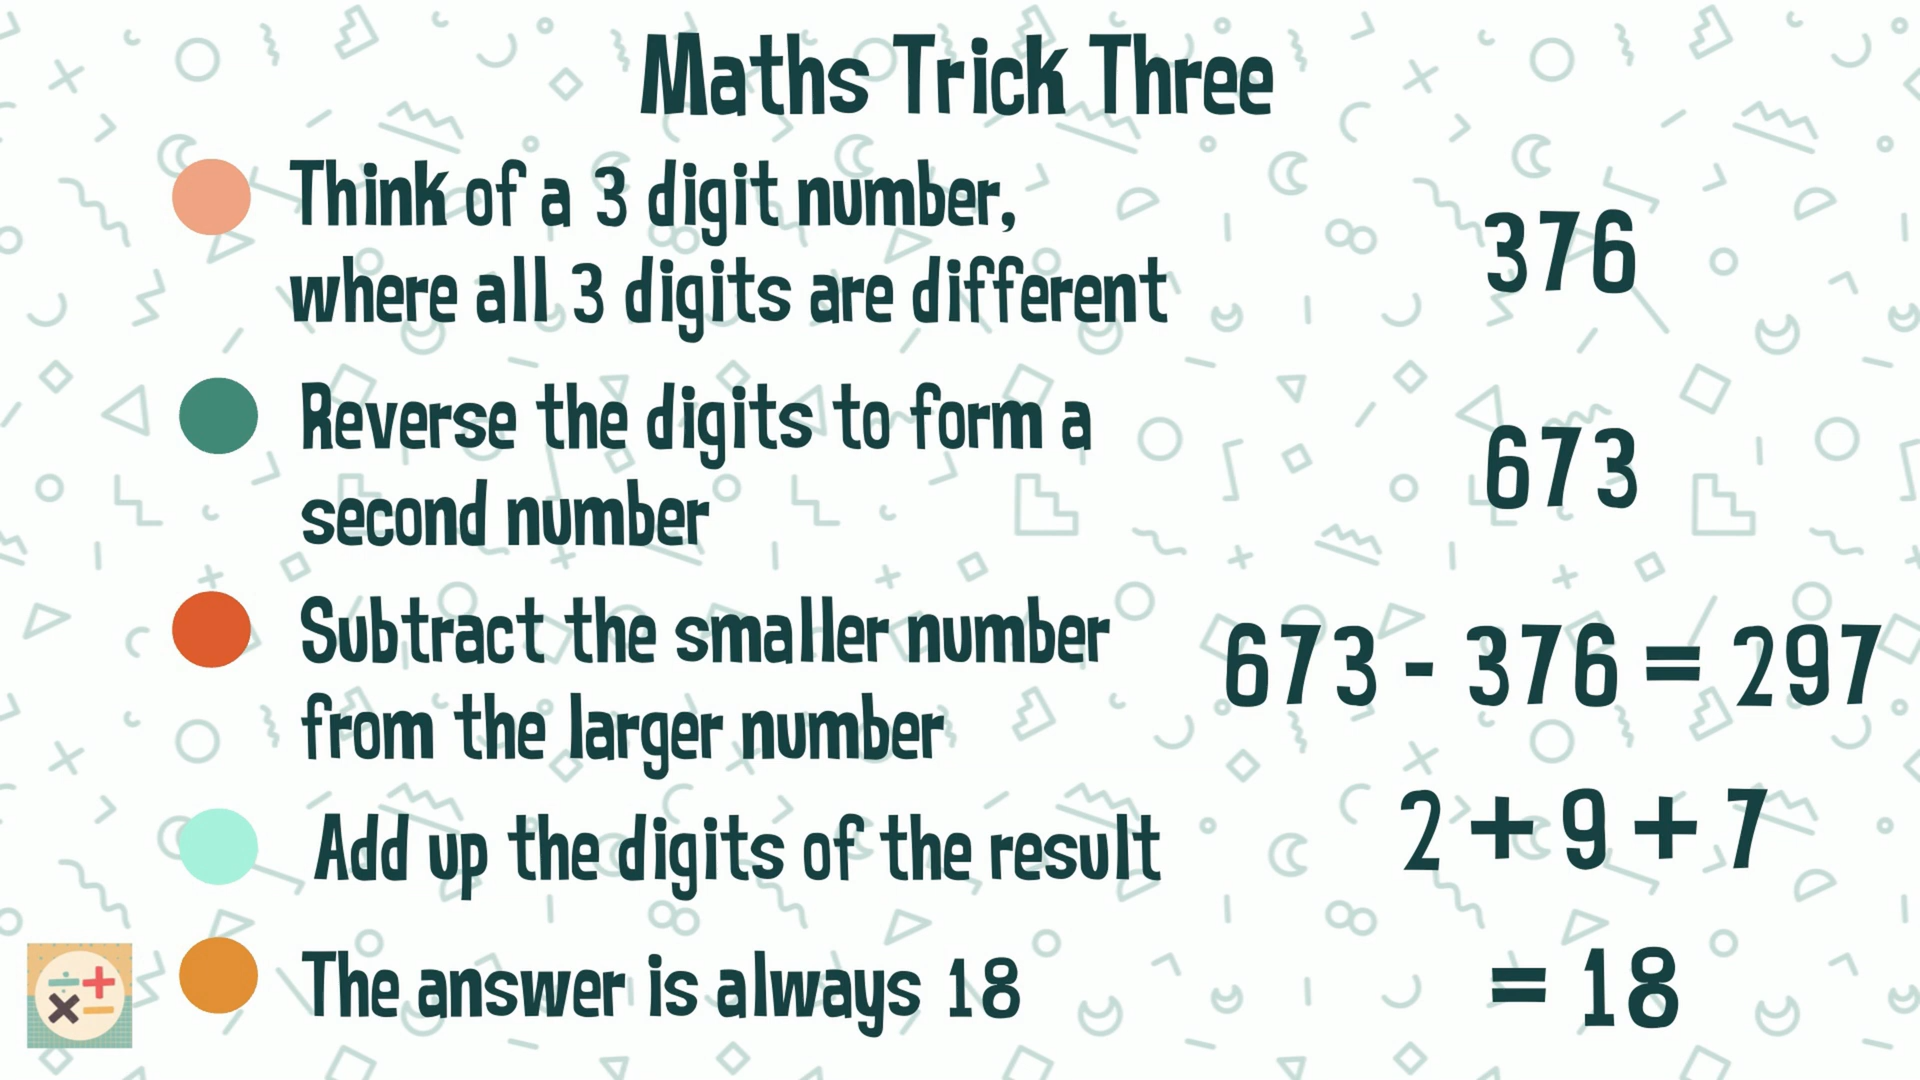 Maths Trick Three
Think of a 3 digit number,
where all 3 digits are different
376
Reverse the digits to form a
second number
673
Subtract the smaller number
from the larger number
673 - 376 = 297
Add up the digits of the result
2 + 9 + 7
The answer is always 18
= 18
÷ +
× −